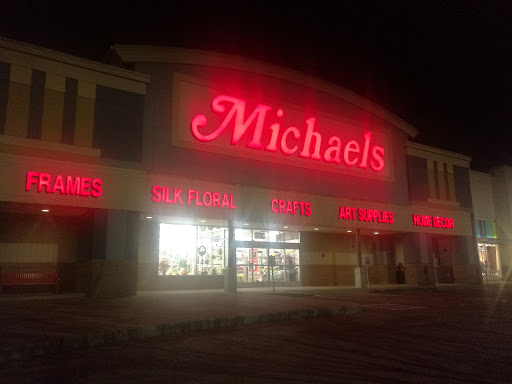 Michaels
FRAMES
SILK FLORAL
CRAFTS
ART SUPPLIES
HOME DECOR